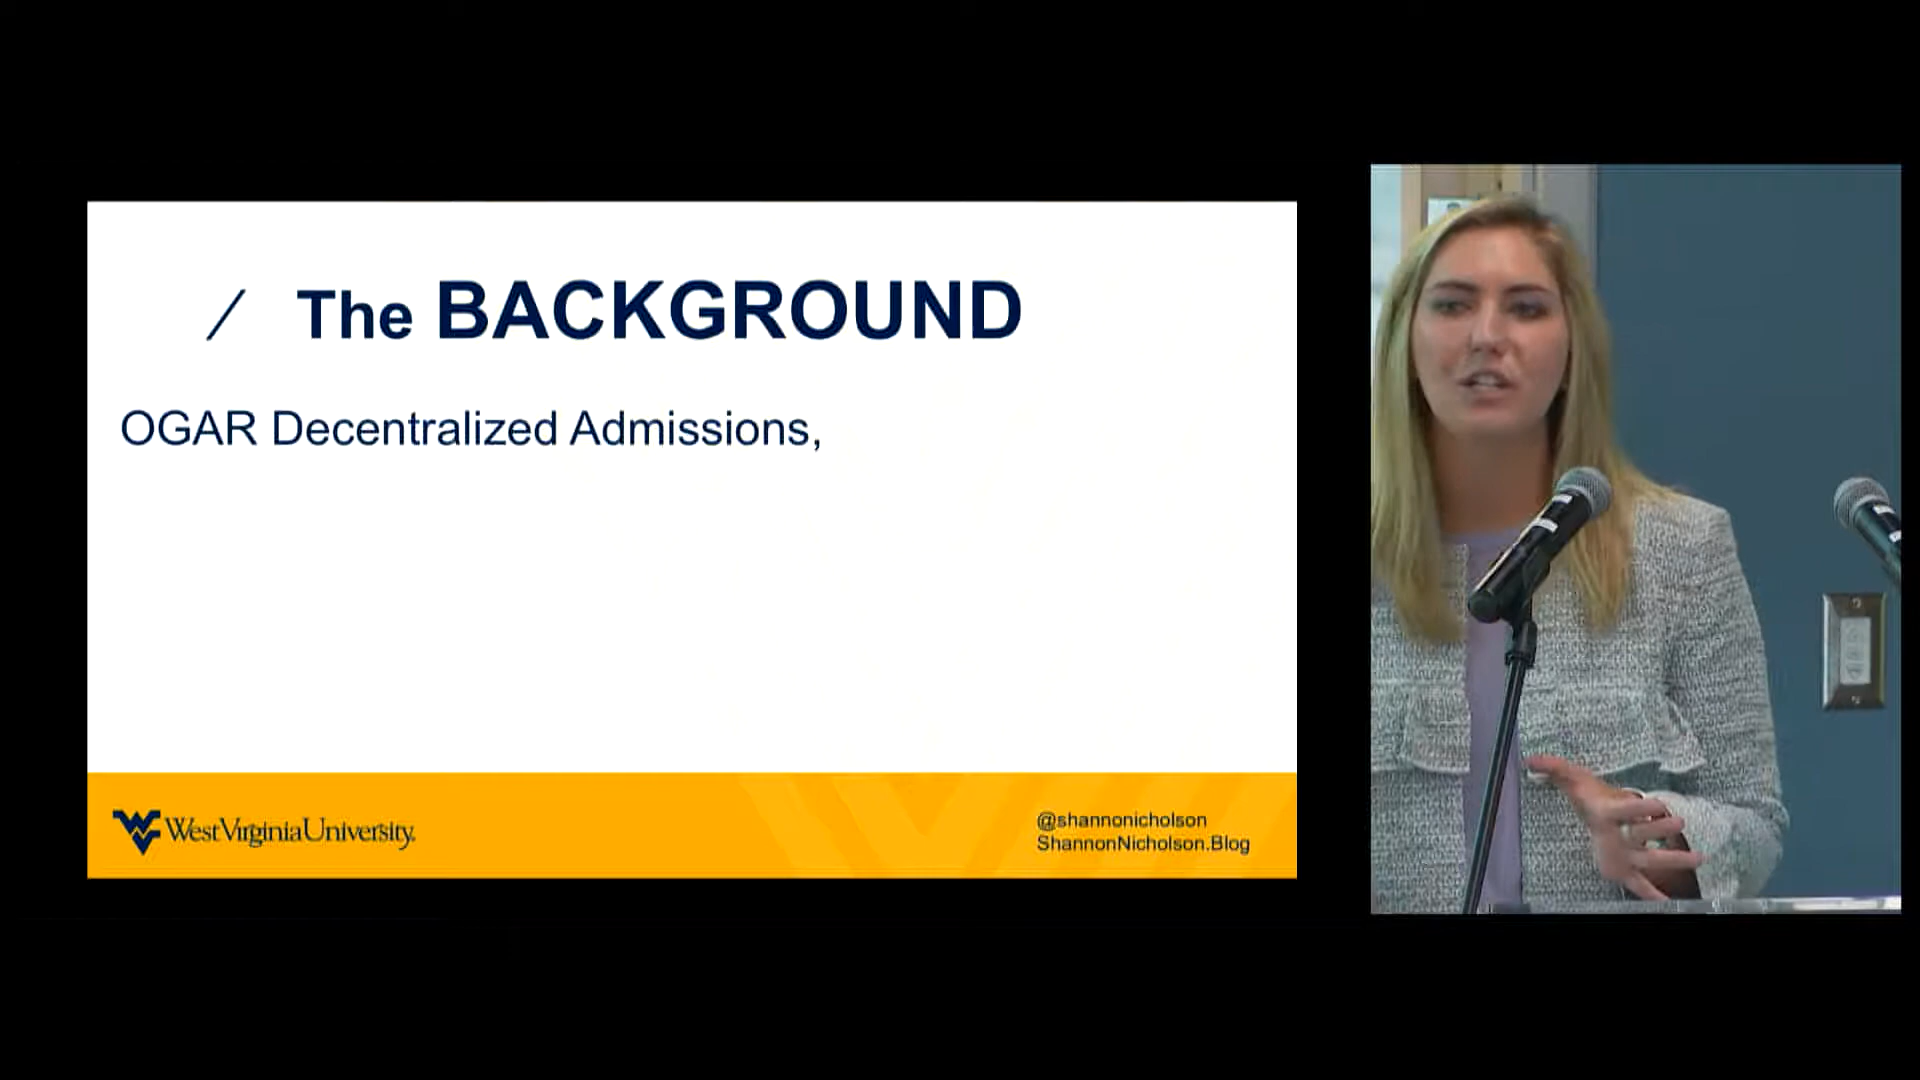 / The BACKGROUND
OGAR Decentralized Admissions,
WestVirginiaUniversity.
@shannonicholson
ShannonNicholson.Blog